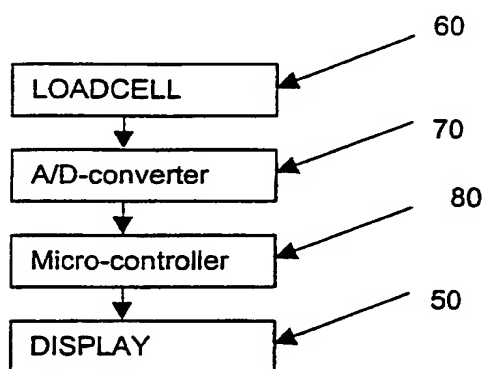 60
LOADCELL
70
A/D-converter
80
Micro-controller
50
DISPLAY